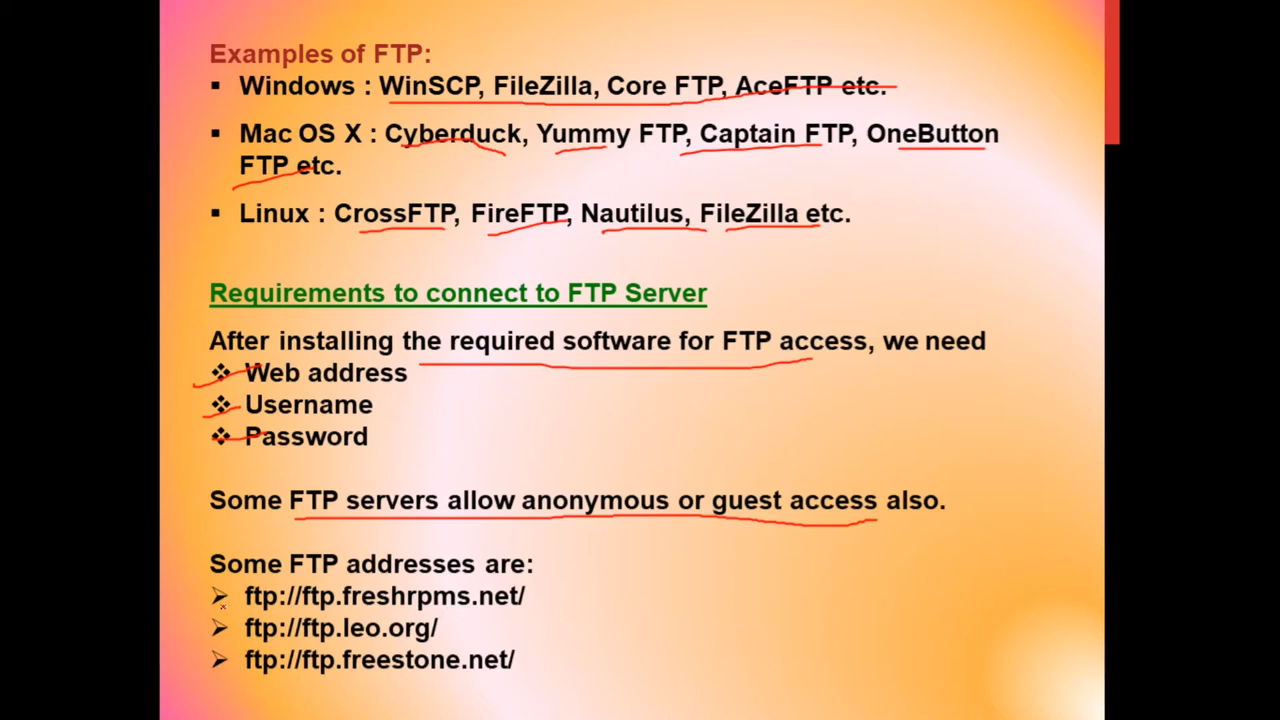 Examples of FTP:
▪ Windows : WinSCP, FileZilla, Core FTP, AceFTP etc.
▪ Mac OS X : Cyberduck, Yummy FTP, Captain FTP, OneButton
FTP etc.
▪ Linux : CrossFTP, FireFTP, Nautilus, FileZilla etc.
Requirements to connect to FTP Server
After installing the required software for FTP access, we need
❖ Web address
❖ Username
❖ Password
Some FTP servers allow anonymous or guest access also.
Some FTP addresses are:
➢ ftp://ftp.freshrpms.net/
➢ ftp://ftp.leo.org/
➢ ftp://ftp.freestone.net/